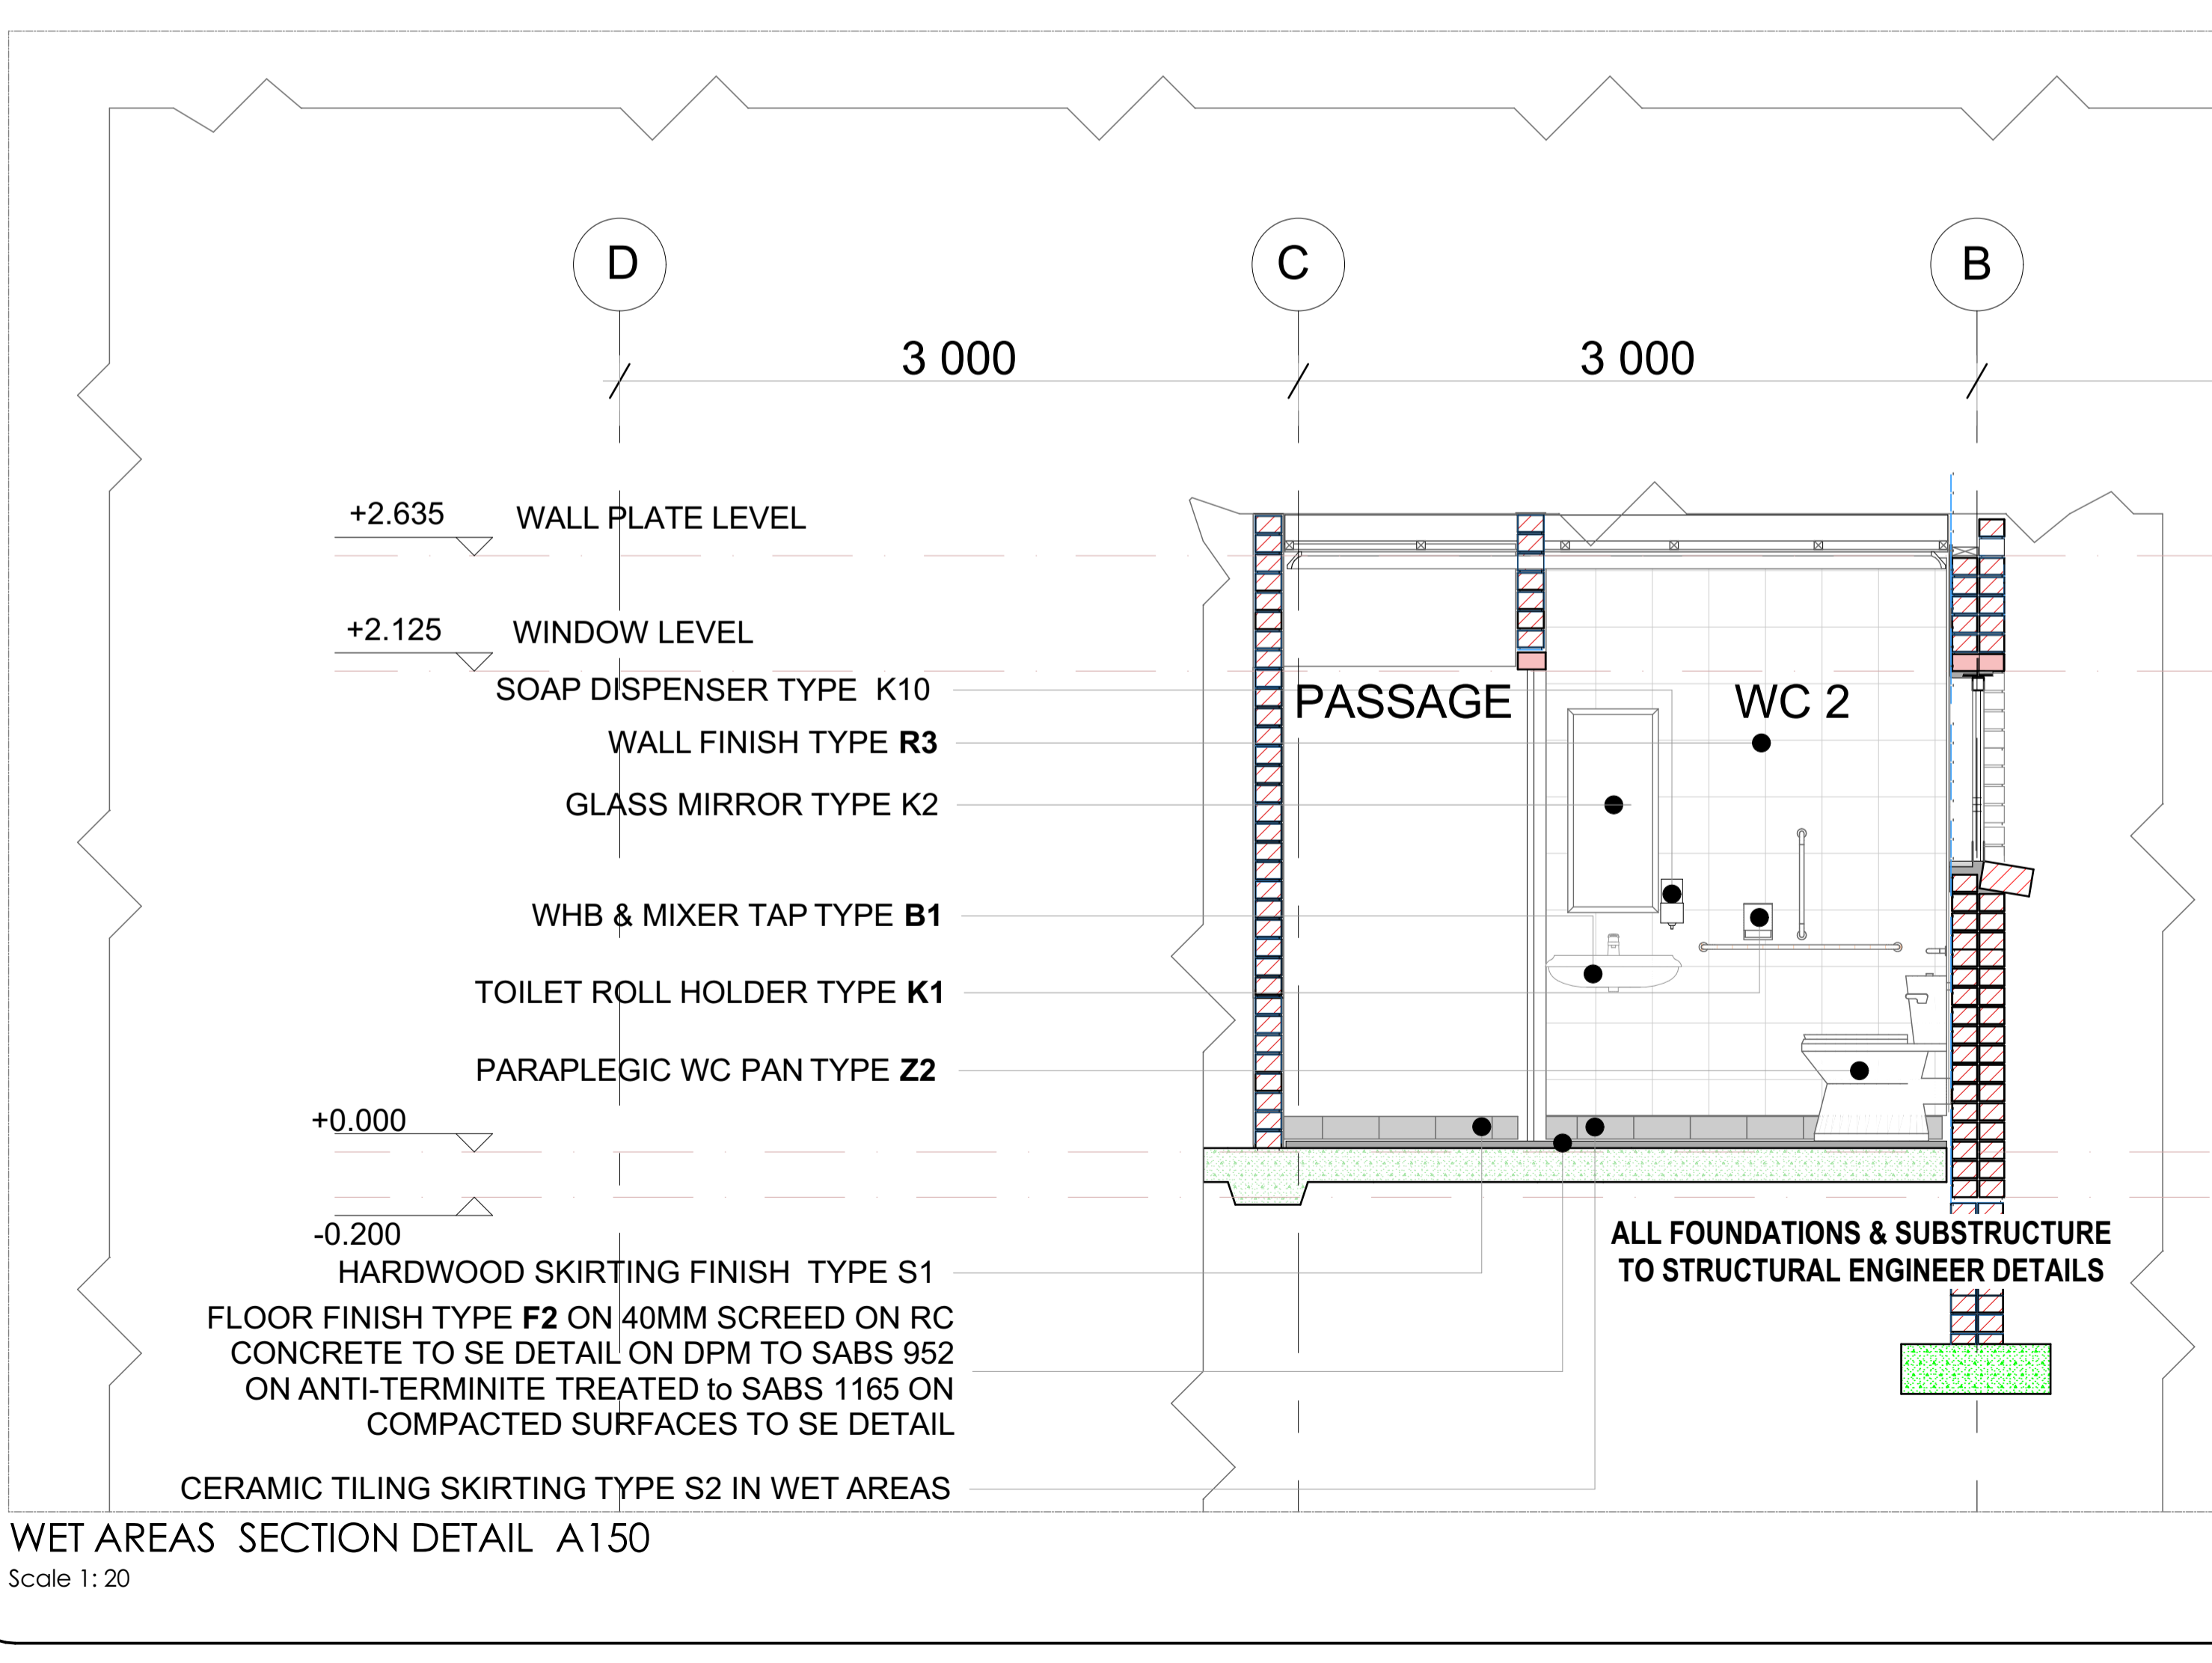 D
C
B
3 000
3 000
+2.635
WALL PLATE LEVEL
+2.125
WINDOW LEVEL
SOAP DISPENSER TYPE K10
PASSAGE
WC 2
WALL FINISH TYPE R3
GLASS MIRROR TYPE K2
WHB & MIXER TAP TYPE B1
TOILET ROLL HOLDER TYPE K1
PARAPLEGIC WC PAN TYPE Z2
+0.000
-0.200
ALL FOUNDATIONS & SUBSTRUCTURE
TO STRUCTURAL ENGINEER DETAILS
HARDWOOD SKIRTING FINISH TYPE S1
FLOOR FINISH TYPE F2 ON 40MM SCREED ON RC
CONCRETE TO SE DETAIL ON DPM TO SABS 952
ON ANTI-TERMINITE TREATED to SABS 1165 ON
COMPACTED SURFACES TO SE DETAIL
CERAMIC TILING SKIRTING TYPE S2 IN WET AREAS
WET AREAS SECTION DETAIL A150
Scale 1: 20